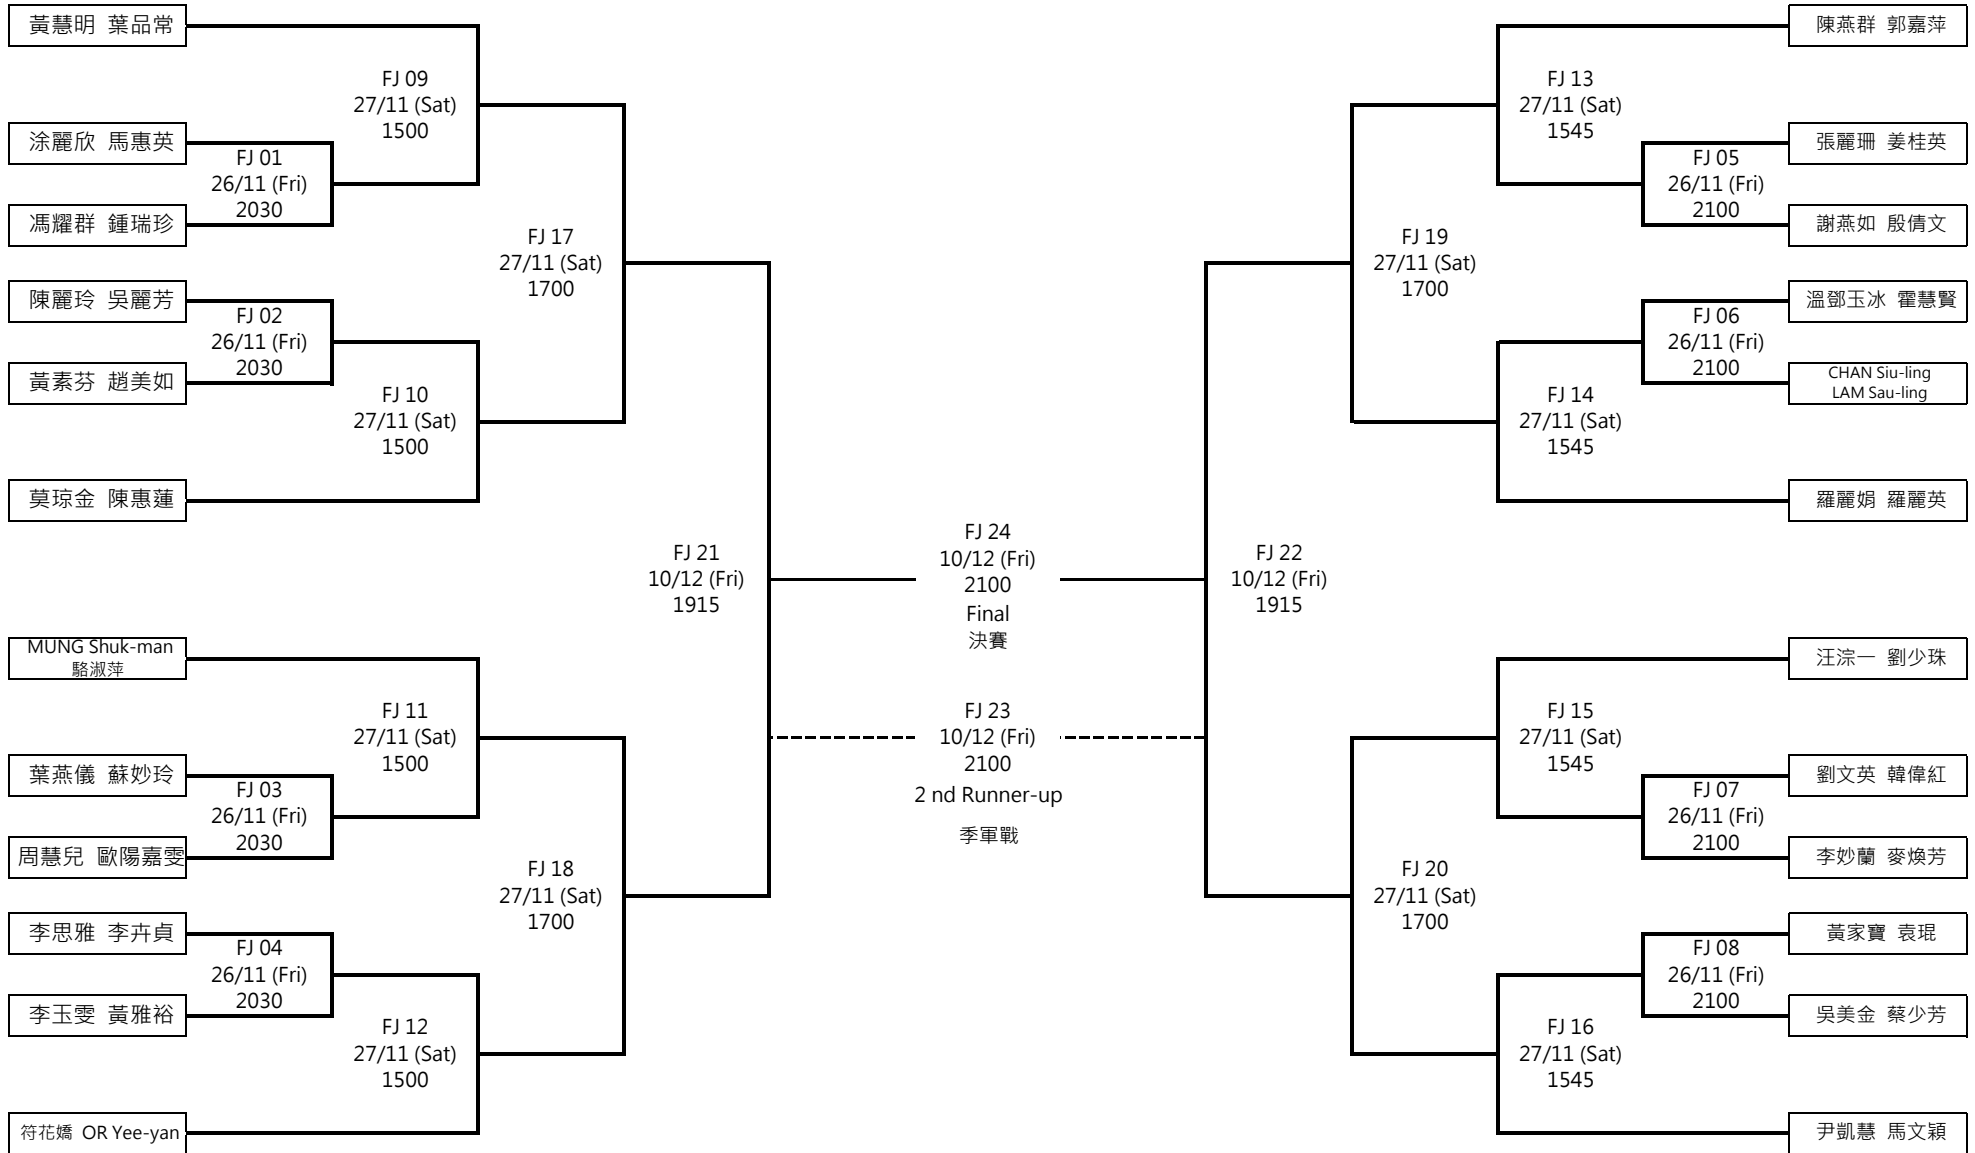 黃慧明 葉品常
FJ 09
27/11 (Sat)
1500
涂麗欣 馬惠英
FJ 01
26/11 (Fri)
2030
馮耀群 鍾瑞珍
FJ 17
27/11 (Sat)
1700
陳麗玲 吳麗芳
FJ 02
26/11 (Fri)
2030
黃素芬 趙美如
FJ 10
27/11 (Sat)
1500
莫琼金 陳惠蓮
FJ 21
10/12 (Fri)
1915
MUNG Shuk-man
駱淑萍
FJ 11
27/11 (Sat)
1500
葉燕儀 蘇妙玲
FJ 03
26/11 (Fri)
2030
周慧兒 歐陽嘉雯
FJ 18
27/11 (Sat)
1700
李思雅 李卉貞
FJ 04
26/11 (Fri)
2030
李玉雯 黃雅裕
FJ 12
27/11 (Sat)
1500
符花嬌 OR Yee-yan
FJ 24
10/12 (Fri)
2100
Final
決賽
FJ 23
10/12 (Fri)
2100
2 nd Runner-up
季軍戰
陳燕群 郭嘉萍
FJ 13
27/11 (Sat)
1545
張麗珊 姜桂英
FJ 05
26/11 (Fri)
2100
謝燕如 殷倩文
FJ 19
27/11 (Sat)
1700
溫鄧玉冰 霍慧賢
FJ 06
26/11 (Fri)
2100
CHAN Siu-ling
LAM Sau-ling
FJ 14
27/11 (Sat)
1545
羅麗娟 羅麗英
FJ 22
10/12 (Fri)
1915
汪淙一 劉少珠
FJ 15
27/11 (Sat)
1545
劉文英 韓偉紅
FJ 07
26/11 (Fri)
2100
李妙蘭 麥煥芳
FJ 20
27/11 (Sat)
1700
黃家寶 袁琨
FJ 08
26/11 (Fri)
2100
吳美金 蔡少芳
FJ 16
27/11 (Sat)
1545
尹凱慧 馬文穎